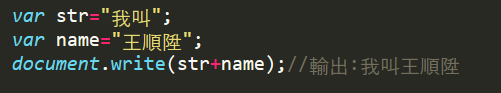 var str="我叫";
var name="王順陞";
document.write(str+name);//輸出:我叫王順陞